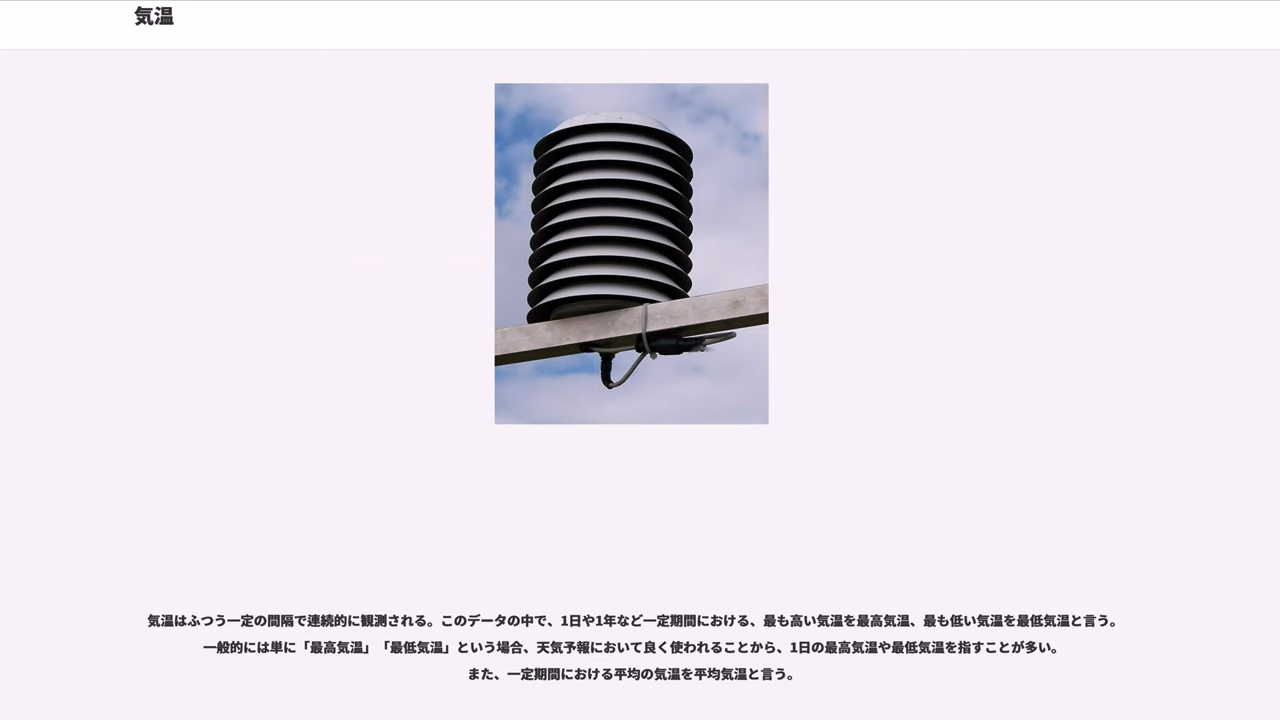 気温
気温はふつう一定の間隔で連続的に観測される。このデータの中で、1日や1年など一定期間における、最も高い気温を最高気温、最も低い気温を最低気温と言う。
一般的には単に「最高気温」「最低気温」という場合、天気予報において良く使われることから、1日の最高気温や最低気温を指すことが多い。
また、一定期間における平均の気温を平均気温と言う。